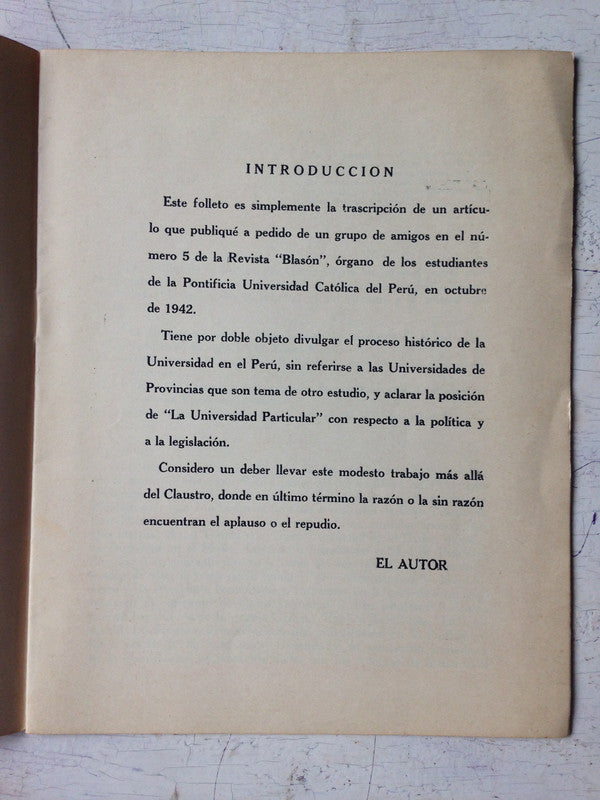 INTRODUCCION
Este folleto es simplemente la trascripción de un artícu-
lo que publiqué a pedido de un grupo de amigos en el nú-
mero 5 de la Revista "Blasón", órgano de los estudiantes
de la Pontificia Universidad Católica del Perú, en octubre
de 1942.
Tiene por doble objeto divulgar el proceso histórico de la
Universidad en el Perú, sin referirse a las Universidades de
Provincias que son tema de otro estudio, y aclarar la posición
de "La Universidad Particular" con respecto a la política y
a la legislación.
Considero un deber llevar este modesto trabajo más allá
del Claustro, donde en último término la razón o la sin razón
encuentran el aplauso o el repudio.
EL AUTOR